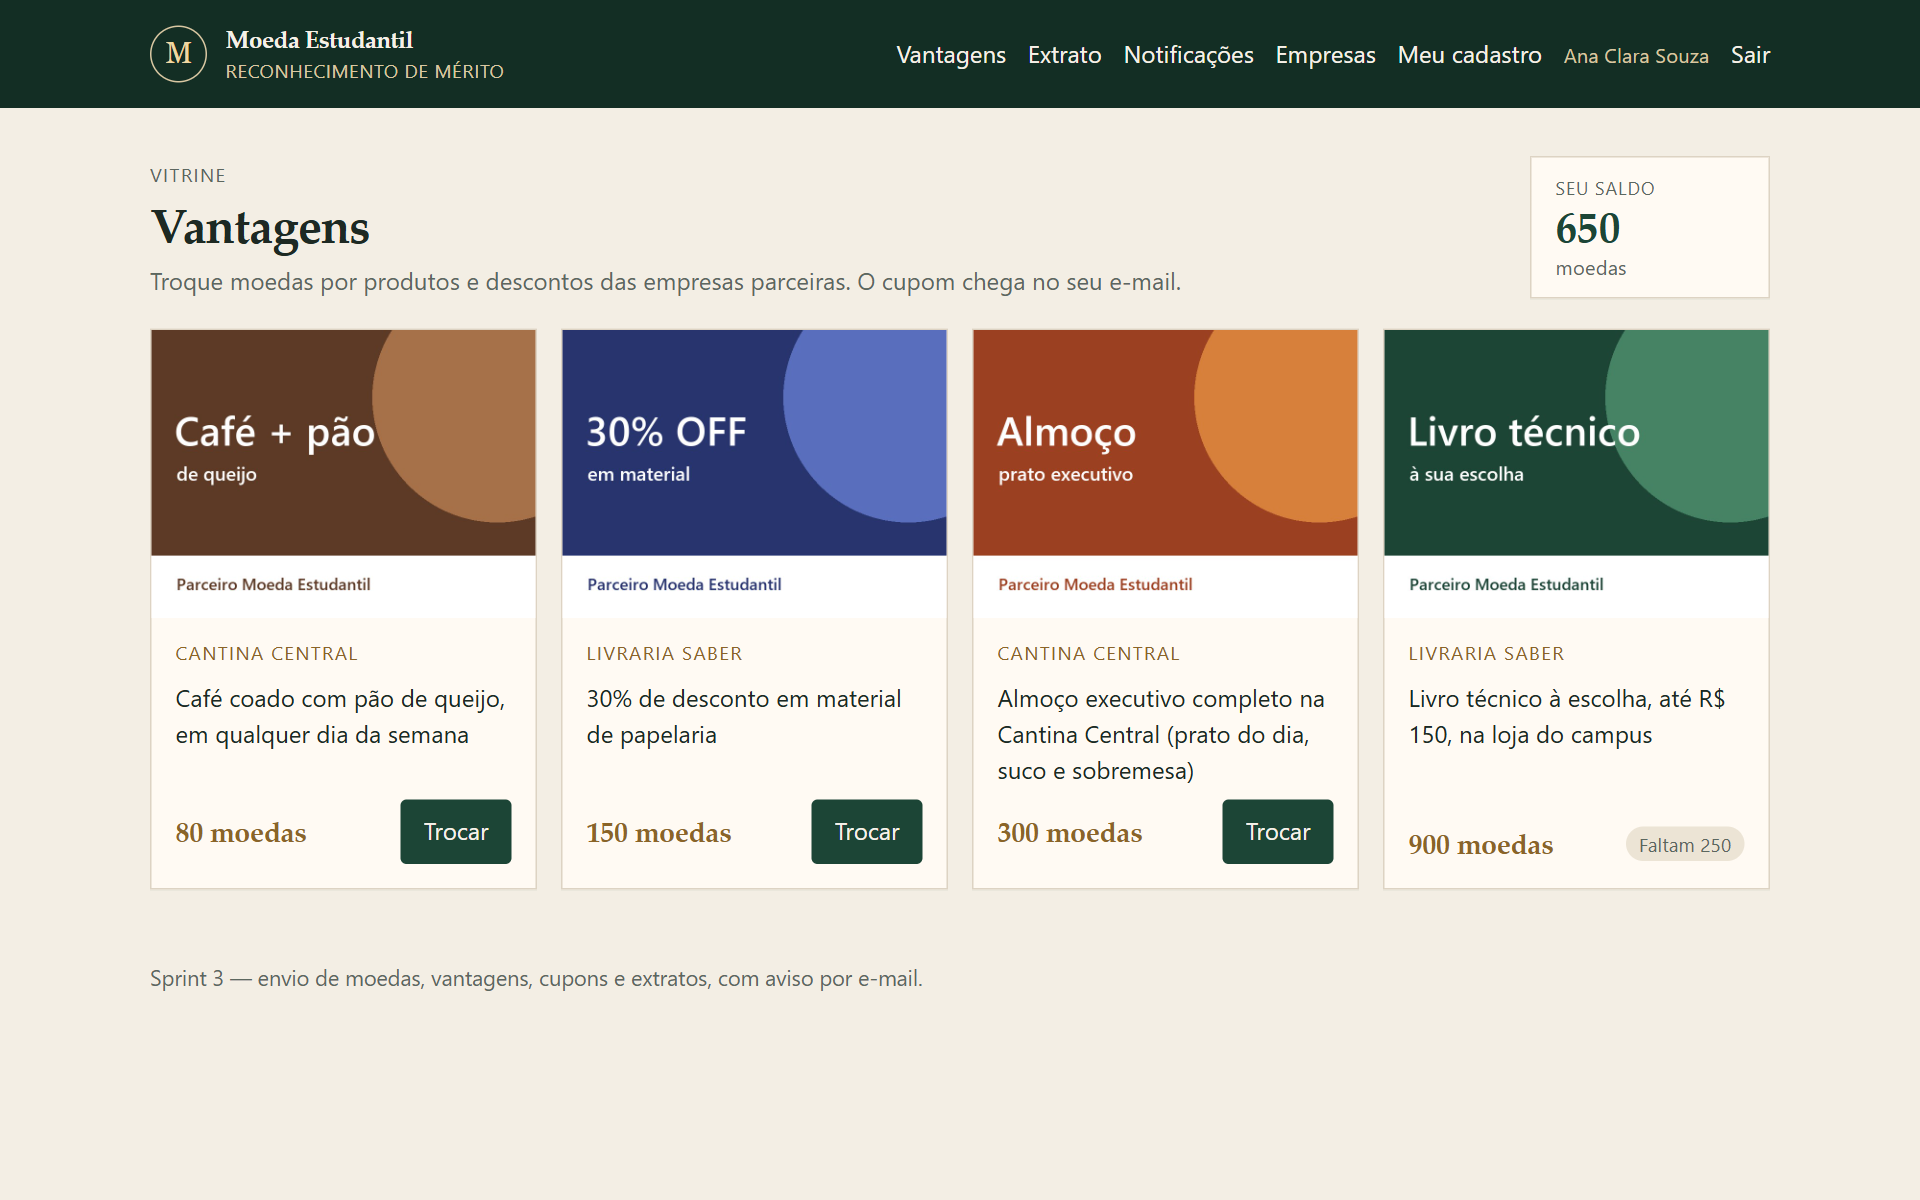 M
Moeda Estudantil
RECONHECIMENTO DE MÉRITO
Vantagens Extrato Notificações Empresas Meu cadastro Ana Clara Souza Sair
VITRINE
Vantagens
Troque moedas por produtos e descontos das empresas parceiras. O cupom chega no seu e-mail.
SEU SALDO
650
moedas
Café + pão
de queijo
Parceiro Moeda Estudantil
CANTINA CENTRAL
Café coado com pão de queijo,
em qualquer dia da semana
80 moedas
Trocar
30% OFF
em material
Parceiro Moeda Estudantil
LIVRARIA SABER
30% de desconto em material
de papelaria
150 moedas
Trocar
Almoço
prato executivo
Parceiro Moeda Estudantil
CANTINA CENTRAL
Almoço executivo completo na
Cantina Central (prato do dia,
suco e sobremesa)
300 moedas
Trocar
Livro técnico
à sua escolha
Parceiro Moeda Estudantil
LIVRARIA SABER
Livro técnico à escolha, até R$
150, na loja do campus
900 moedas
Faltam 250
Sprint 3 — envio de moedas, vantagens, cupons e extratos, com aviso por e-mail.